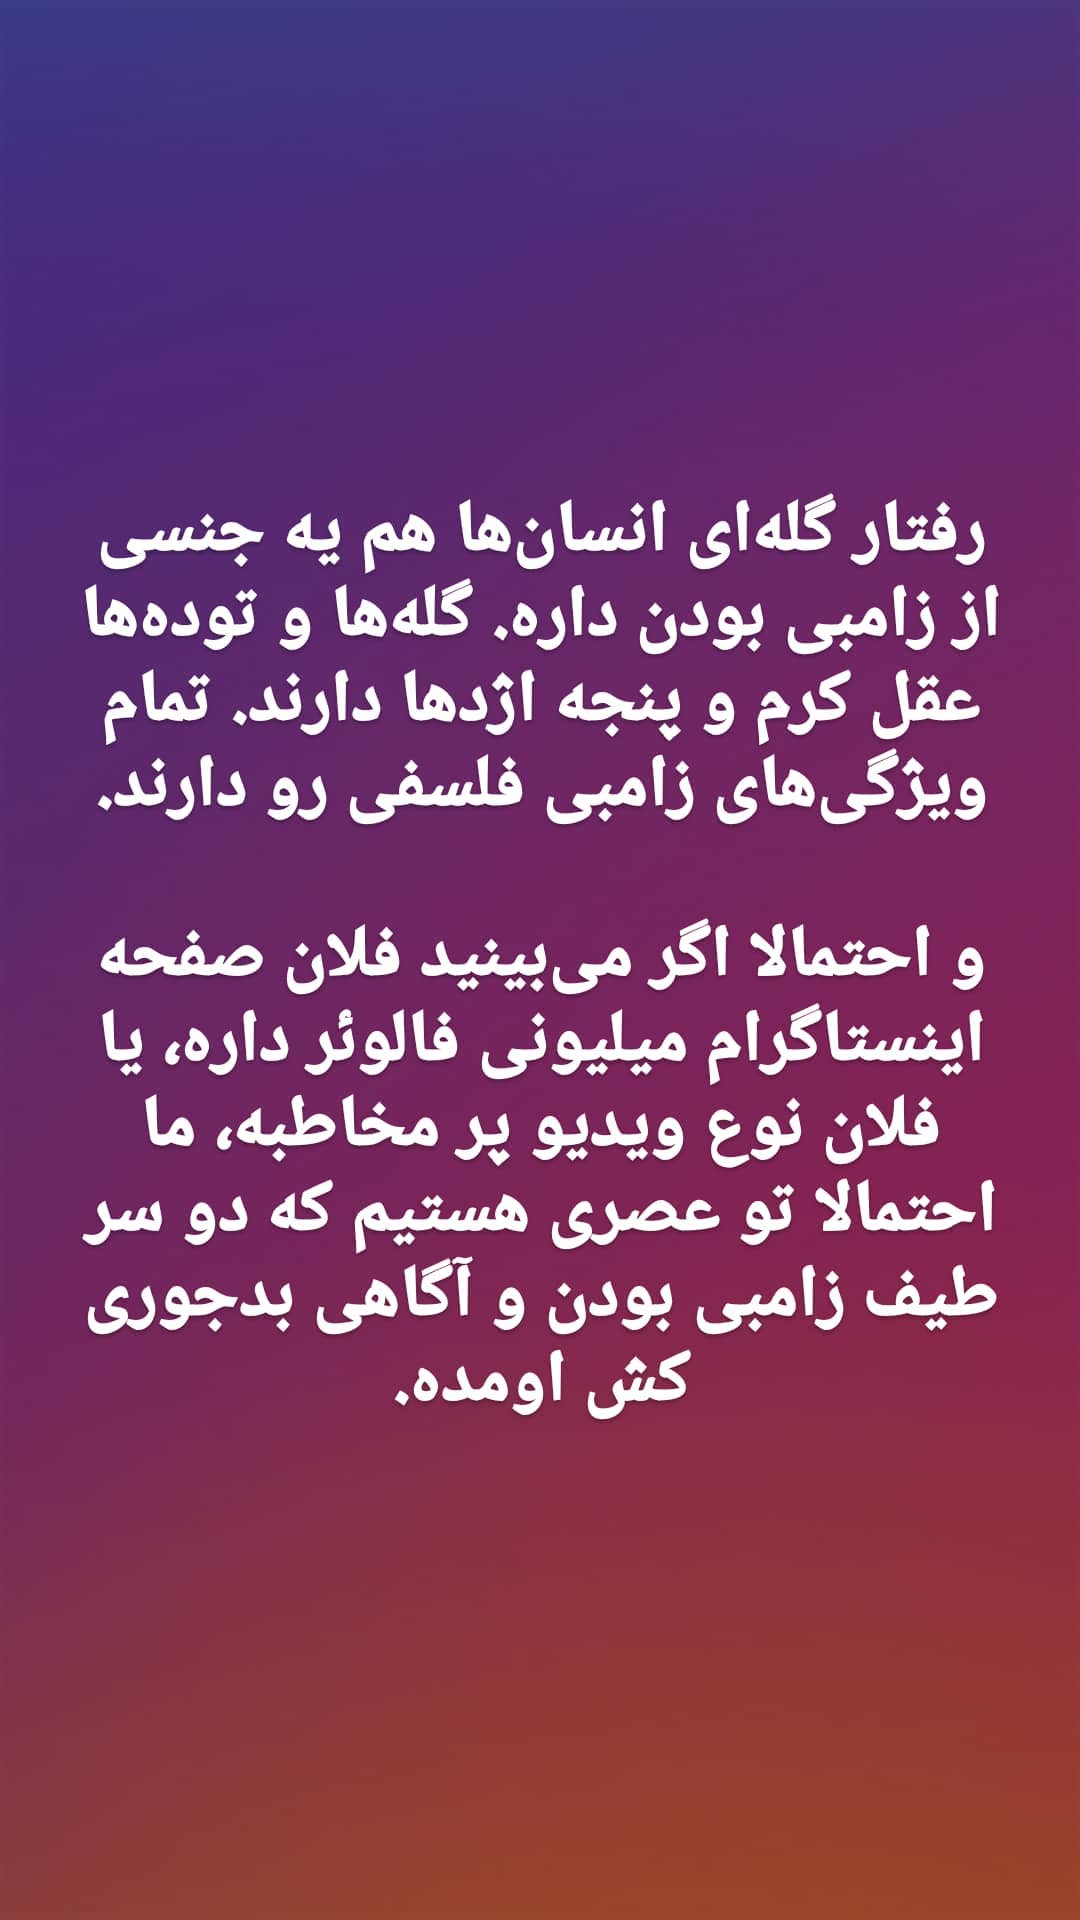 رفتار گله‌ای انسان‌ها هم یه جنسی
از زامبی بودن داره. گله‌ها و توده‌ها
عقل کرم و پنجه اژدها دارند. تمام
ویژگی‌های زامبی فلسفی رو دارند.
و احتمالا اگر می‌بینید فلان صفحه
اینستاگرام میلیونی فالوئر داره، یا
فلان نوع ویدیو پر مخاطبه، ما
احتمالا تو عصری هستیم که دو سر
طیف زامبی بودن و آگاهی بدجوری
کش اومده.